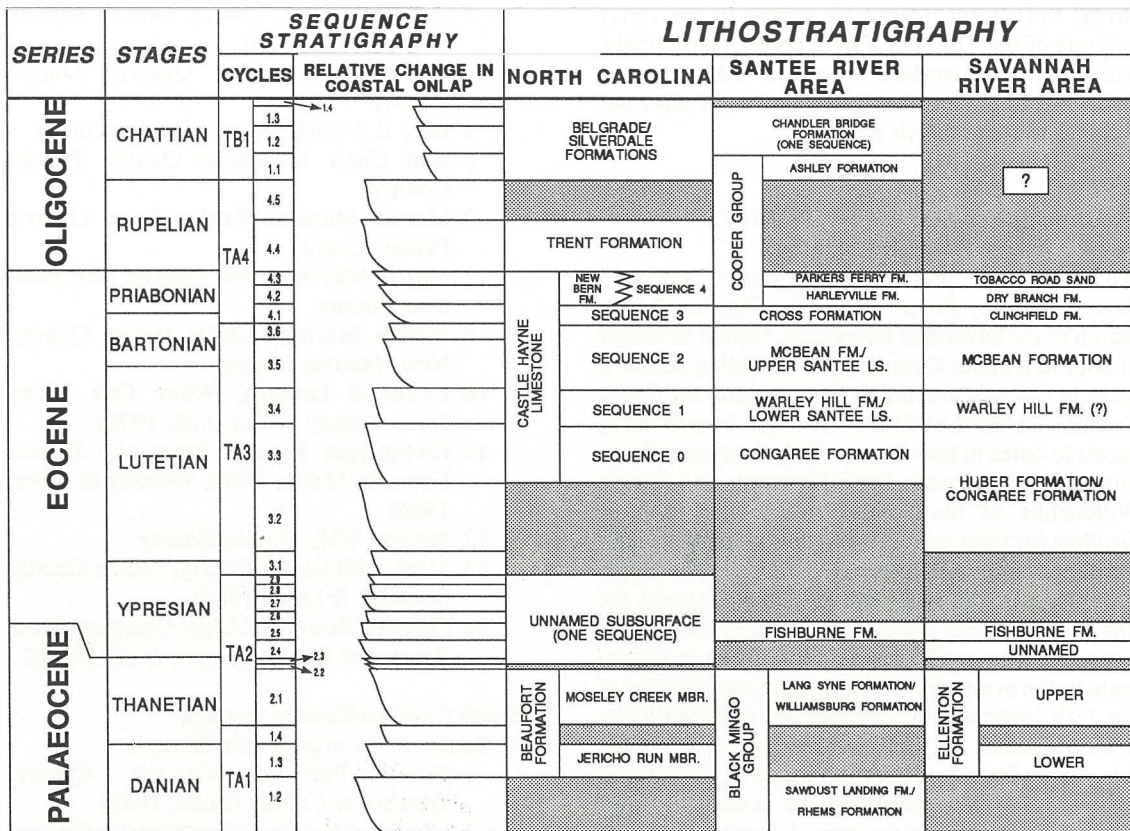 SERIES
STAGES
SEQUENCE
STRATIGRAPHY
CYCLES
RELATIVE CHANGE IN
COASTAL ONLAP
LITHOSTRATIGRAPHY
NORTH CAROLINA
SANTEE RIVER
AREA
SAVANNAH
RIVER AREA
OLIGOCENE
EOCENE
PALAEOCENE
CHATTIAN
RUPELIAN
PRIABONIAN
BARTONIAN
LUTETIAN
YPRESIAN
THANETIAN
DANIAN
TB1
TA4
TA3
TA2
TA1
1.4
1.3
1.2
1.1
4.5
4.4
4.3
4.2
4.1
3.6
3.5
3.4
3.3
3.2
3.1
2.9
2.8
2.7
2.6
2.5
2.4
2.3
2.2
2.1
1.4
1.3
1.2
BELGRADE/
SILVERDALE
FORMATIONS
TRENT FORMATION
NEW
BERN
FM.
SEQUENCE 4
CASTLE HAYNE
LIMESTONE
SEQUENCE 3
SEQUENCE 2
SEQUENCE 1
SEQUENCE 0
UNNAMED SUBSURFACE
(ONE SEQUENCE)
BEAUFORT
FORMATION
MOSELEY CREEK MBR.
JERICHO RUN MBR.
CHANDLER BRIDGE
FORMATION
(ONE SEQUENCE)
COOPER GROUP
ASHLEY FORMATION
PARKERS FERRY FM.
HARLEYVILLE FM.
CROSS FORMATION
MCBEAN FM./
UPPER SANTEE LS.
WARLEY HILL FM./
LOWER SANTEE LS.
CONGAREE FORMATION
FISHBURNE FM.
BLACK MINGO
GROUP
LANG SYNE FORMATION/
WILLIAMSBURG FORMATION
SAWDUST LANDING FM./
RHEMS FORMATION
?
TOBACCO ROAD SAND
DRY BRANCH FM.
CLINCHFIELD FM.
MCBEAN FORMATION
WARLEY HILL FM. (?)
HUBER FORMATION/
CONGAREE FORMATION
FISHBURNE FM.
UNNAMED
ELLENTON
FORMATION
UPPER
LOWER